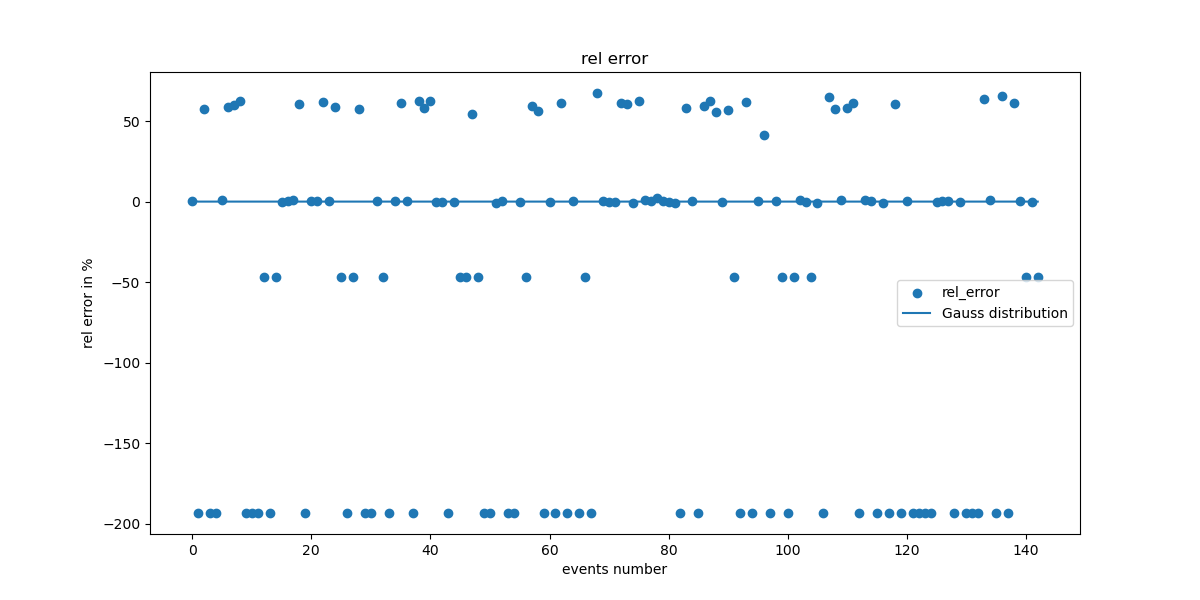 rel error
50
0
−50
−100
−150
−200
rel error in %
rel_error
Gauss distribution
0 20 40 60 80 100 120 140
events number